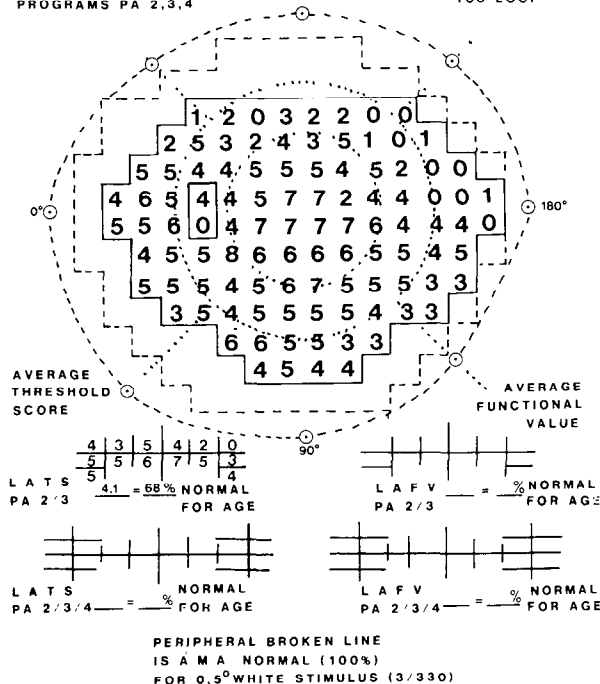 PROGRAMS PA 2,3,4
1 2 0 3 2 2 0 0
2 5 3 2 4 3 5 1 0 1
5 5 4 4 5 5 5 4 5 2 0 0
4 6 5 4 4 5 7 7 2 4 4 0 0 1
0° 180°
5 5 6 0 4 7 7 7 7 6 4 4 4 0
4 5 5 8 6 6 6 6 5 5 4 5
5 5 5 4 5 6 7 5 5 5 3 3
3 5 4 5 5 5 5 4 3 3
6 6 5 5 3 3
4 5 4 4
AVERAGE THRESHOLD SCORE
AVERAGE FUNCTIONAL VALUE
90°
4 3 5 4 2 0
5 5 6 7 5 3
5 4
LATS PA 2/3 4.1 = 68% NORMAL FOR AGE
LAFV PA 2/3 = % NORMAL FOR AGE
LATS PA 2/3/4 = % NORMAL FOR AGE
LAFV PA 2/3/4 = % NORMAL FOR AGE
PERIPHERAL BROKEN LINE
IS AMA NORMAL (100%)
FOR 0.5° WHITE STIMULUS (3/330)